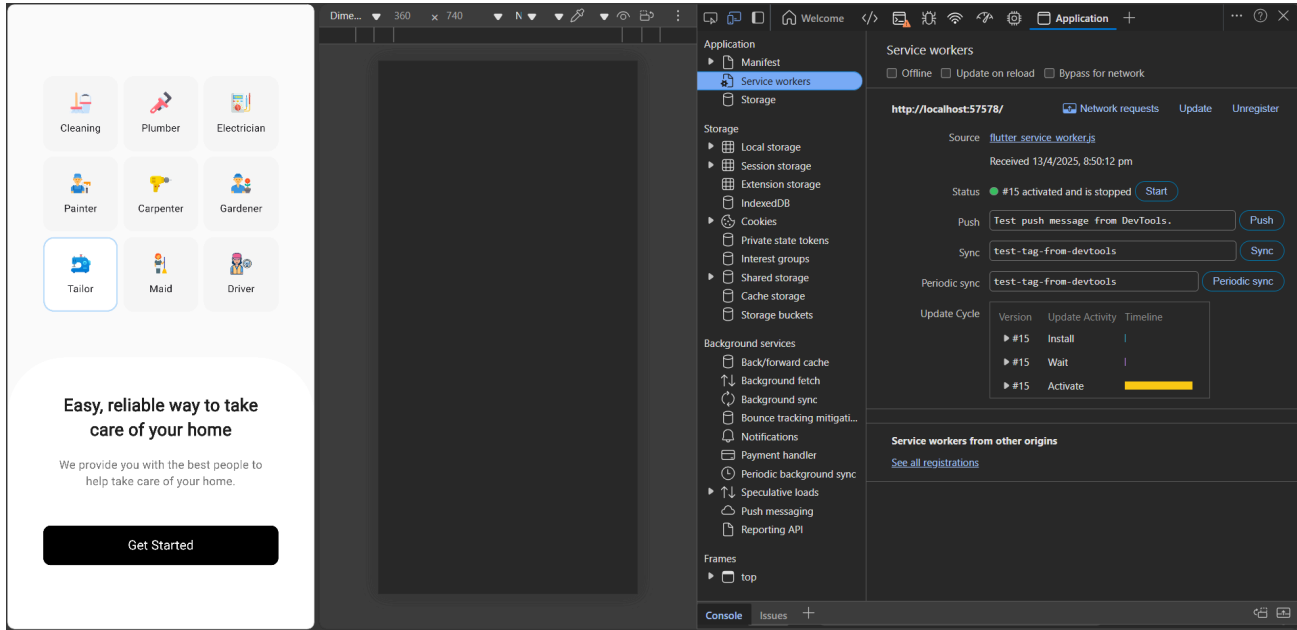 Cleaning
Plumber
Electrician
Painter
Carpenter
Gardener
Tailor
Maid
Driver
Easy, reliable way to take
care of your home
We provide you with the best people to
help take care of your home.
Get Started
Dime... 360 x 740 N
Welcome
Application
Application
Manifest
Service workers
Storage
Storage
Local storage
Session storage
Extension storage
IndexedDB
Cookies
Private state tokens
Interest groups
Shared storage
Cache storage
Storage buckets
Background services
Back/forward cache
Background fetch
Background sync
Bounce tracking mitigati...
Notifications
Payment handler
Periodic background sync
Speculative loads
Push messaging
Reporting API
Frames
top
Service workers
Offline Update on reload Bypass for network
http://localhost:57578/ Network requests Update Unregister
Source flutter_service_worker.js
Received 13/4/2025, 8:50:12 pm
Status #15 activated and is stopped Start
Push Test push message from DevTools. Push
Sync test-tag-from-devtools Sync
Periodic sync test-tag-from-devtools Periodic sync
Update Cycle Version Update Activity Timeline
#15 Install
#15 Wait
#15 Activate
Service workers from other origins
See all registrations
Console Issues